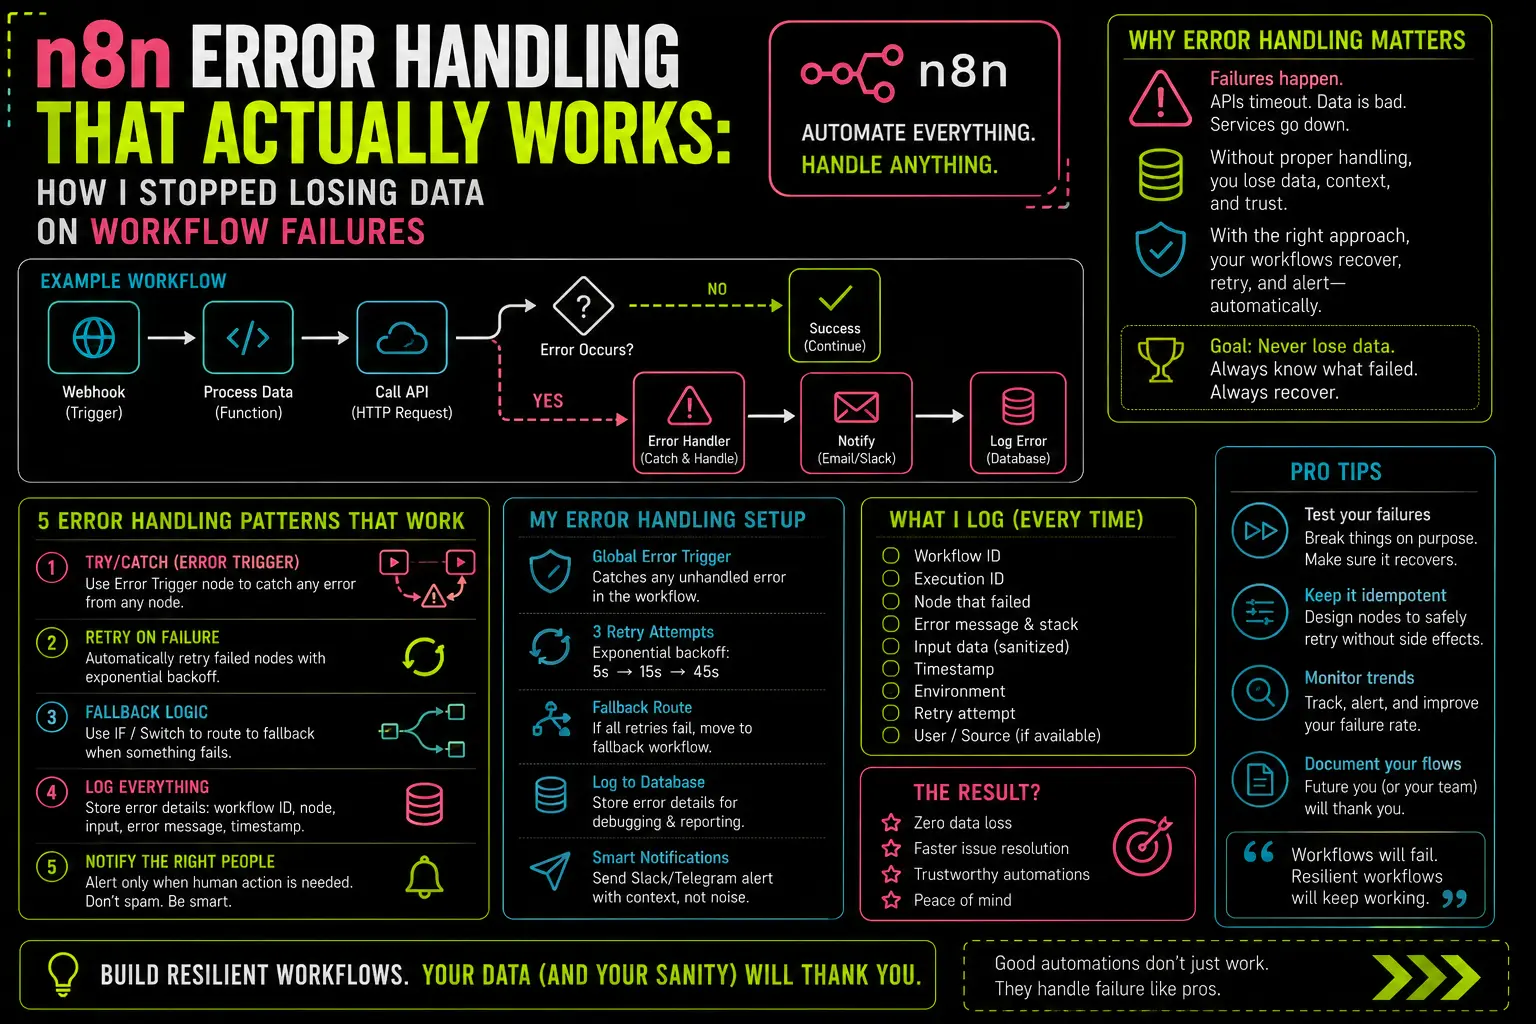 n8n ERROR HANDLING
THAT ACTUALLY WORKS:
HOW I STOPPED LOSING DATA
ON WORKFLOW FAILURES
n8n
AUTOMATE EVERYTHING.
HANDLE ANYTHING.
WHY ERROR HANDLING MATTERS
Failures happen.
APIs timeout. Data is bad.
Services go down.
Without proper handling,
you lose data, context,
and trust.
With the right approach,
your workflows recover,
retry, and alert—
automatically.
Goal: Never lose data.
Always know what failed.
Always recover.
EXAMPLE WORKFLOW
Webhook
(Trigger)
</>
Process Data
(Function)
Call API
(HTTP Request)
?
Error Occurs?
NO
Success
(Continue)
YES
Error Handler
(Catch & Handle)
Notify
(Email/Slack)
Log Error
(Database)
5 ERROR HANDLING PATTERNS THAT WORK
1
TRY/CATCH (ERROR TRIGGER)
Use Error Trigger node to catch any error
from any node.
2
RETRY ON FAILURE
Automatically retry failed nodes with
exponential backoff.
3
FALLBACK LOGIC
Use IF / Switch to route to fallback
when something fails.
4
LOG EVERYTHING
Store error details: workflow ID, node,
input, error message, timestamp.
5
NOTIFY THE RIGHT PEOPLE
Alert only when human action is needed.
Don't spam. Be smart.
MY ERROR HANDLING SETUP
Global Error Trigger
Catches any unhandled error
in the workflow.
3 Retry Attempts
Exponential backoff:
5s → 15s → 45s
Fallback Route
If all retries fail, move to
fallback workflow.
Log to Database
Store error details for
debugging & reporting.
Smart Notifications
Send Slack/Telegram alert
with context, not noise.
WHAT I LOG (EVERY TIME)
Workflow ID
Execution ID
Node that failed
Error message & stack
Input data (sanitized)
Timestamp
Environment
Retry attempt
User / Source (if available)
THE RESULT?
Zero data loss
Faster issue resolution
Trustworthy automations
Peace of mind
PRO TIPS
Test your failures
Break things on purpose.
Make sure it recovers.
Keep it idempotent
Design nodes to safely
retry without side effects.
Monitor trends
Track, alert, and improve
your failure rate.
Document your flows
Future you (or your team)
will thank you.
“ Workflows will fail.
Resilient workflows
will keep working. ”
BUILD RESILIENT WORKFLOWS. YOUR DATA (AND YOUR SANITY) WILL THANK YOU.
Good automations don't just work.
They handle failure like pros.